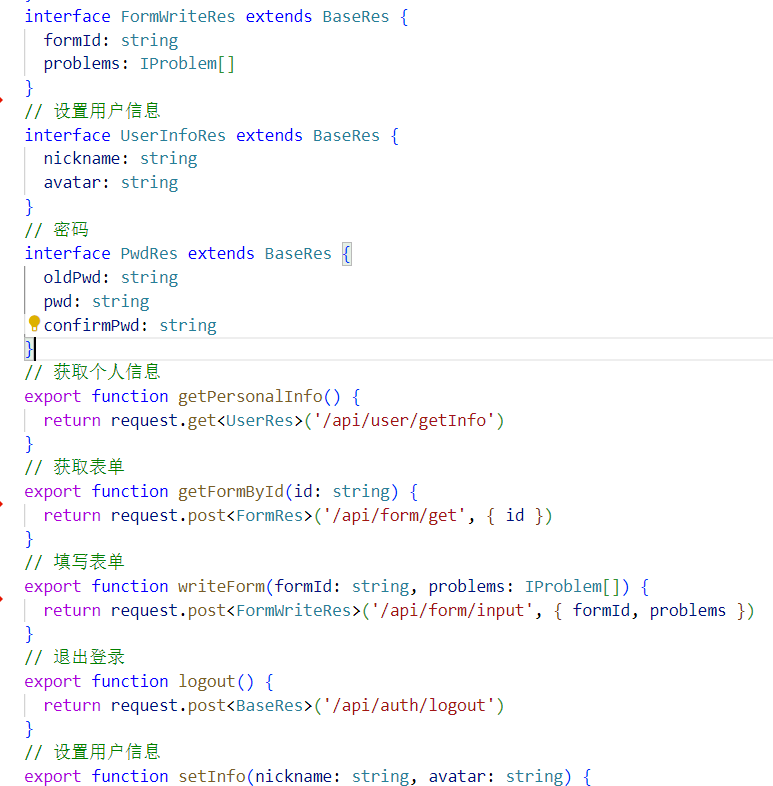 interface FormWriteRes extends BaseRes {
  formId: string
  problems: IProblem[]
}
// 设置用户信息
interface UserInfoRes extends BaseRes {
  nickname: string
  avatar: string
}
// 密码
interface PwdRes extends BaseRes {
  oldPwd: string
  pwd: string
  confirmPwd: string
}
// 获取个人信息
export function getPersonalInfo() {
  return request.get<UserRes>('/api/user/getInfo')
}
// 获取表单
export function getFormById(id: string) {
  return request.post<FormRes>('/api/form/get', { id })
}
// 填写表单
export function writeForm(formId: string, problems: IProblem[]) {
  return request.post<FormWriteRes>('/api/form/input', { formId, problems })
}
// 退出登录
export function logout() {
  return request.post<BaseRes>('/api/auth/logout')
}
// 设置用户信息
export function setInfo(nickname: string, avatar: string) {